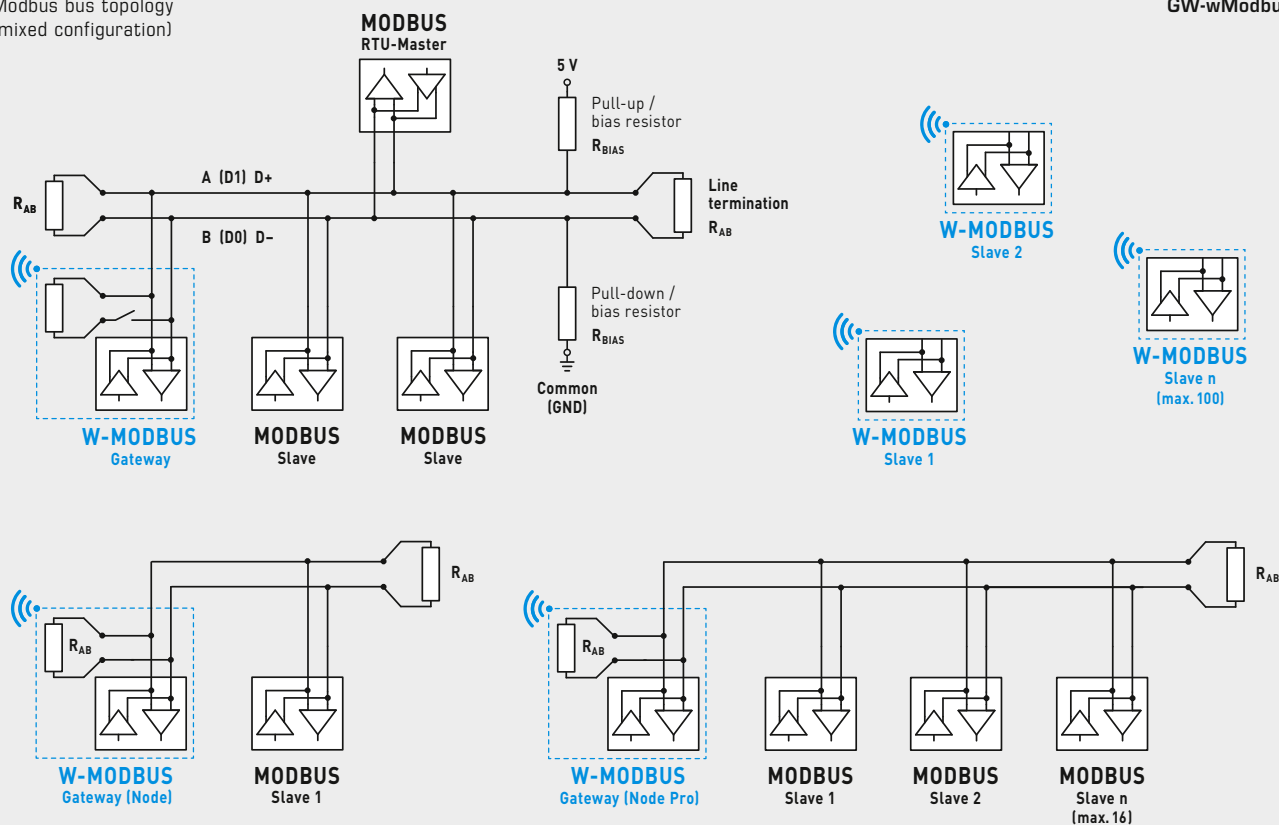 Modbus bus topology
mixed configuration)
GW-wModbu
MODBUS
RTU-Master
5 V
Pull-up /
bias resistor
RBIAS
A (D1) D+
B (D0) D–
RAB
Line
termination
RAB
Pull-down /
bias resistor
RBIAS
Common
(GND)
W-MODBUS
Gateway
MODBUS
Slave
MODBUS
Slave
W-MODBUS
Slave 2
W-MODBUS
Slave n
(max. 100)
W-MODBUS
Slave 1
RAB
RAB
W-MODBUS
Gateway (Node)
MODBUS
Slave 1
RAB
RAB
W-MODBUS
Gateway (Node Pro)
MODBUS
Slave 1
MODBUS
Slave 2
MODBUS
Slave n
(max. 16)